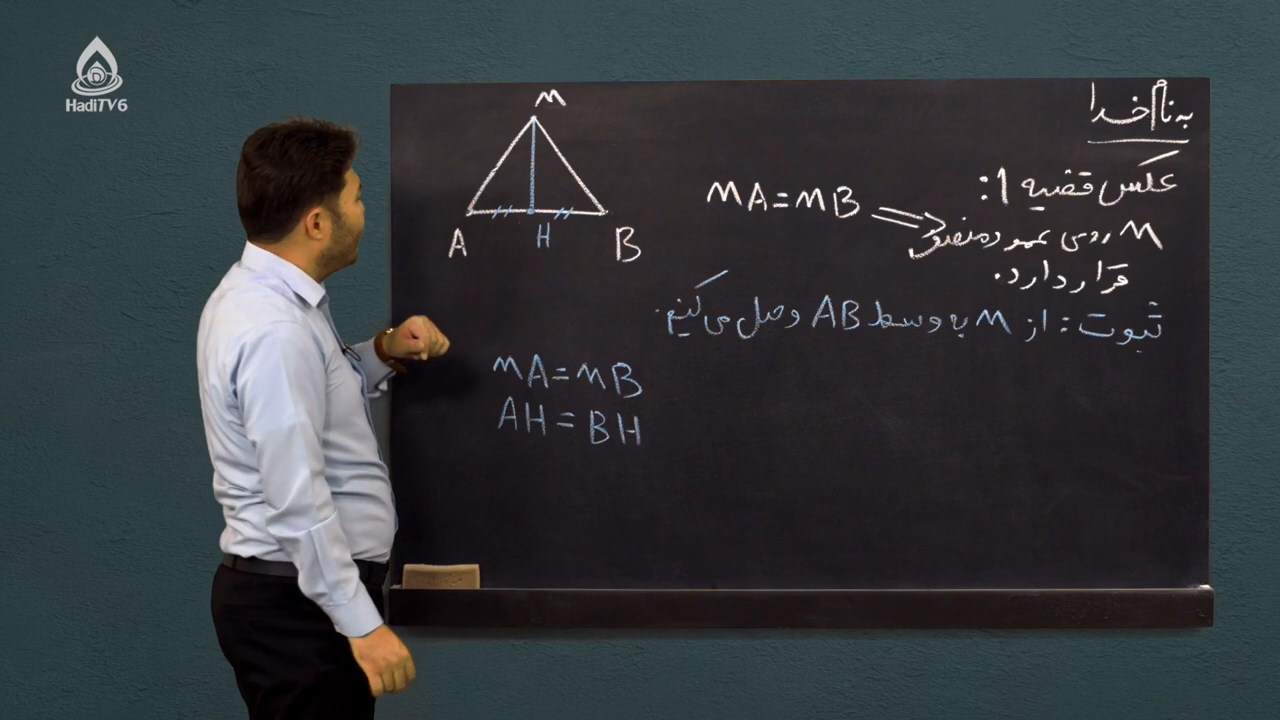 HadiTV6
به نام خدا
عکس قضیه 1:
MA=MB ⟹ M روی عمود منصف
قرار دارد.
ثبوت: از M به وسط AB وصل می‌کنیم.
M
A H B
MA=MB
AH=BH